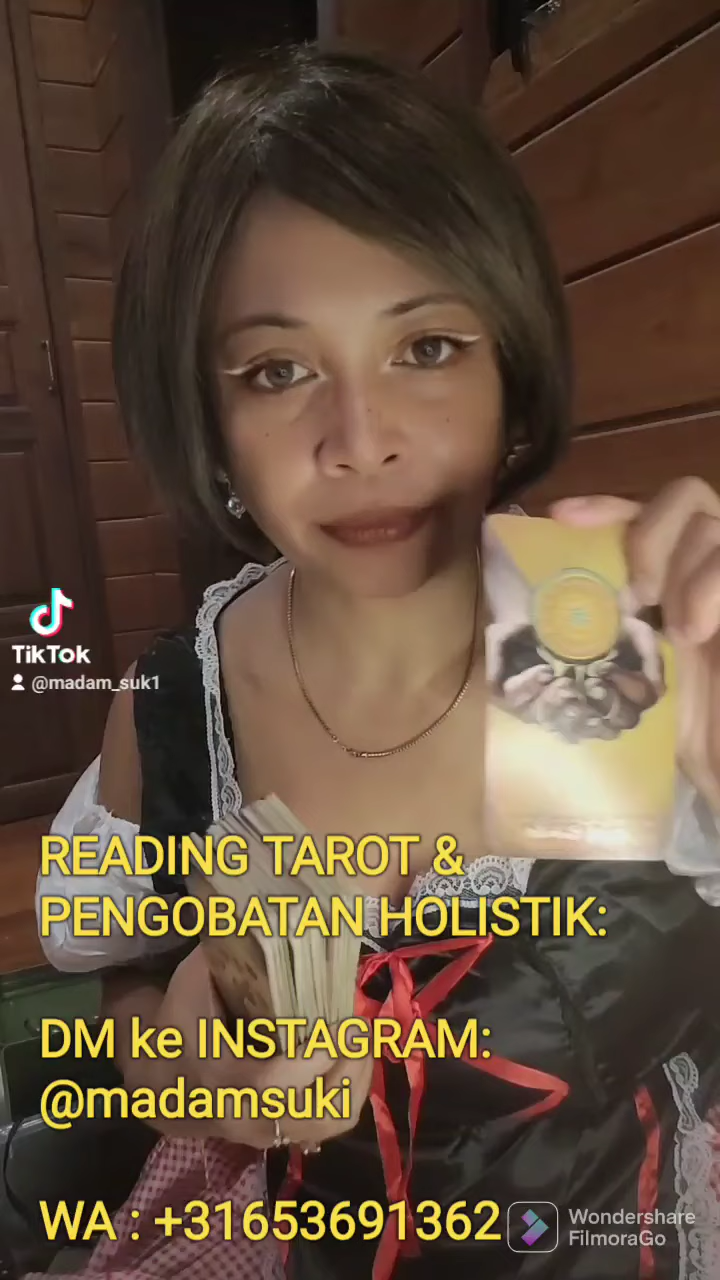 TikTok
@madam_suk1
READING TAROT &
PENGOBATAN HOLISTIK:
DM ke INSTAGRAM:
@madamsuki
WA : +31653691362
Wondershare
FilmoraGo